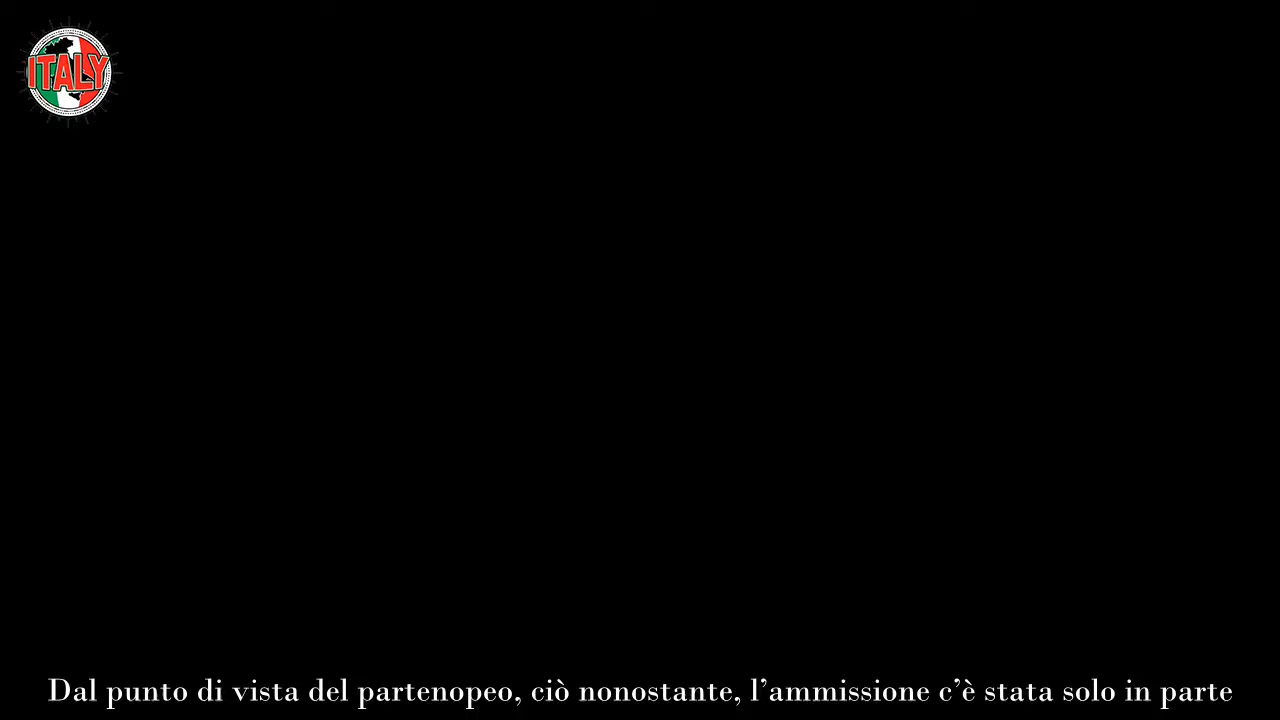 ITALY
Dal punto di vista del partenopeo, ciò nonostante, l’ammissione c’è stata solo in parte